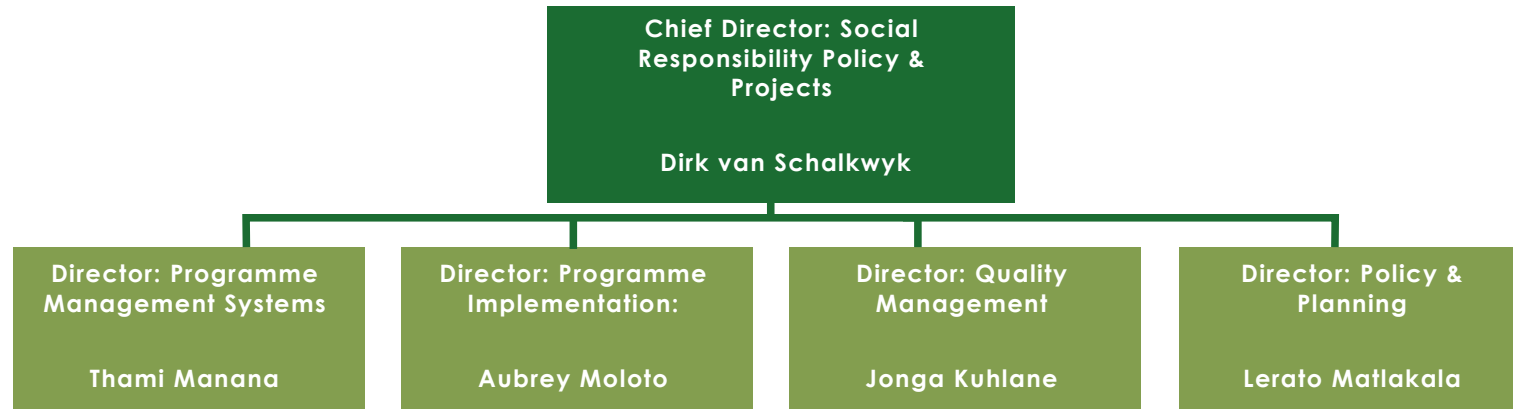 Chief Director: Social
Responsibility Policy &
Projects
Dirk van Schalkwyk
Director: Programme
Management Systems
Thami Manana
Director: Programme
Implementation:
Aubrey Moloto
Director: Quality
Management
Jonga Kuhlane
Director: Policy &
Planning
Lerato Matlakala